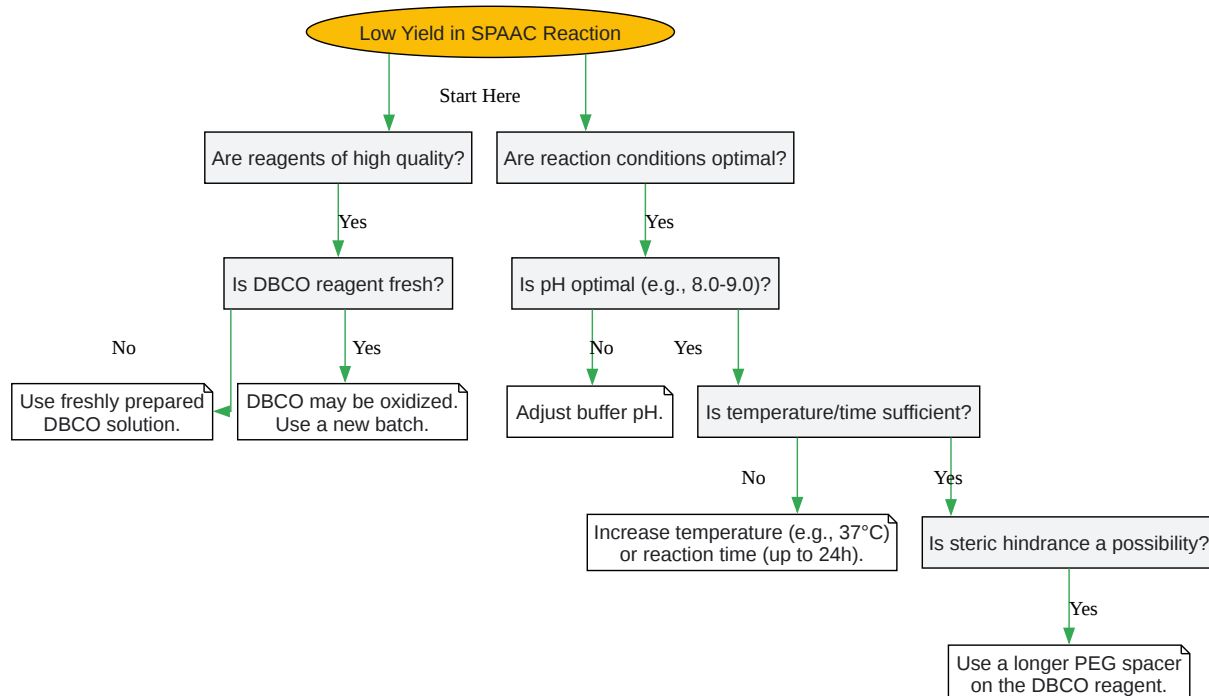 Low Yield in SPAAC Reaction
Start Here
Are reagents of high quality?
Are reaction conditions optimal?
Yes
Yes
Is DBCO reagent fresh?
Is pH optimal (e.g., 8.0-9.0)?
No
Yes
No
Yes
Use freshly prepared
DBCO solution.
DBCO may be oxidized.
Use a new batch.
Adjust buffer pH.
Is temperature/time sufficient?
No
Yes
Increase temperature (e.g., 37°C)
or reaction time (up to 24h).
Is steric hindrance a possibility?
Yes
Use a longer PEG spacer
on the DBCO reagent.